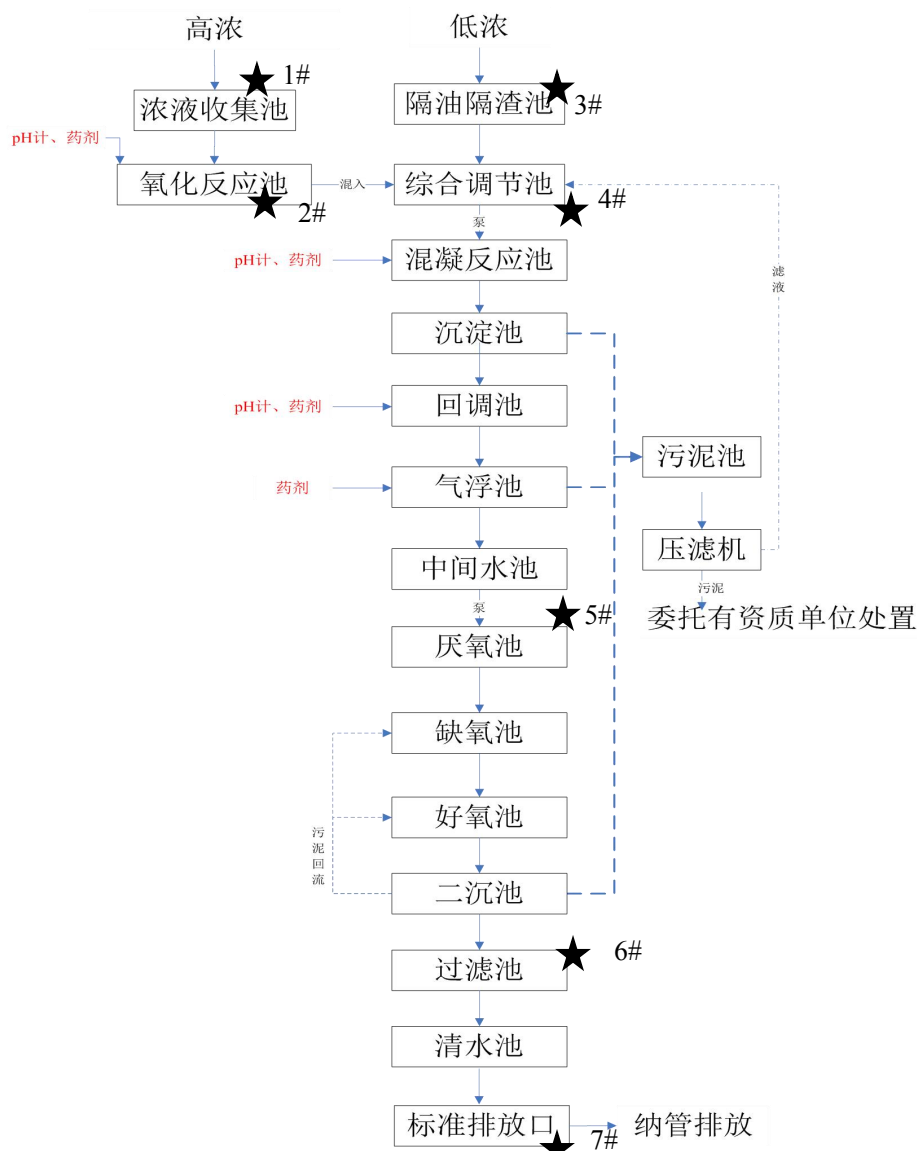 高浓
低浓
1#
浓液收集池
隔油隔渣池
3#
pH计、药剂
氧化反应池
混入
综合调节池
2#
4#
泵
pH计、药剂
混凝反应池
滤液
沉淀池
pH计、药剂
回调池
污泥池
药剂
气浮池
压滤机
中间水池
污泥
泵
5#
委托有资质单位处置
厌氧池
缺氧池
好氧池
污泥回流
二沉池
6#
过滤池
清水池
标准排放口
7#
纳管排放